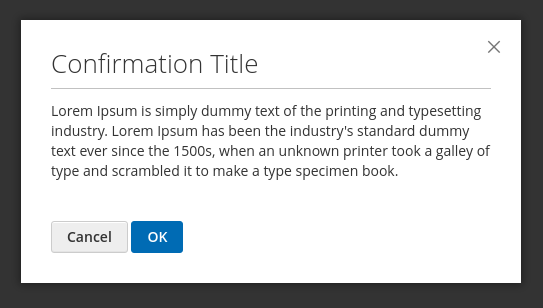 Confirmation Title
Lorem Ipsum is simply dummy text of the printing and typesetting
industry. Lorem Ipsum has been the industry's standard dummy
text ever since the 1500s, when an unknown printer took a galley of
type and scrambled it to make a type specimen book.
Cancel OK